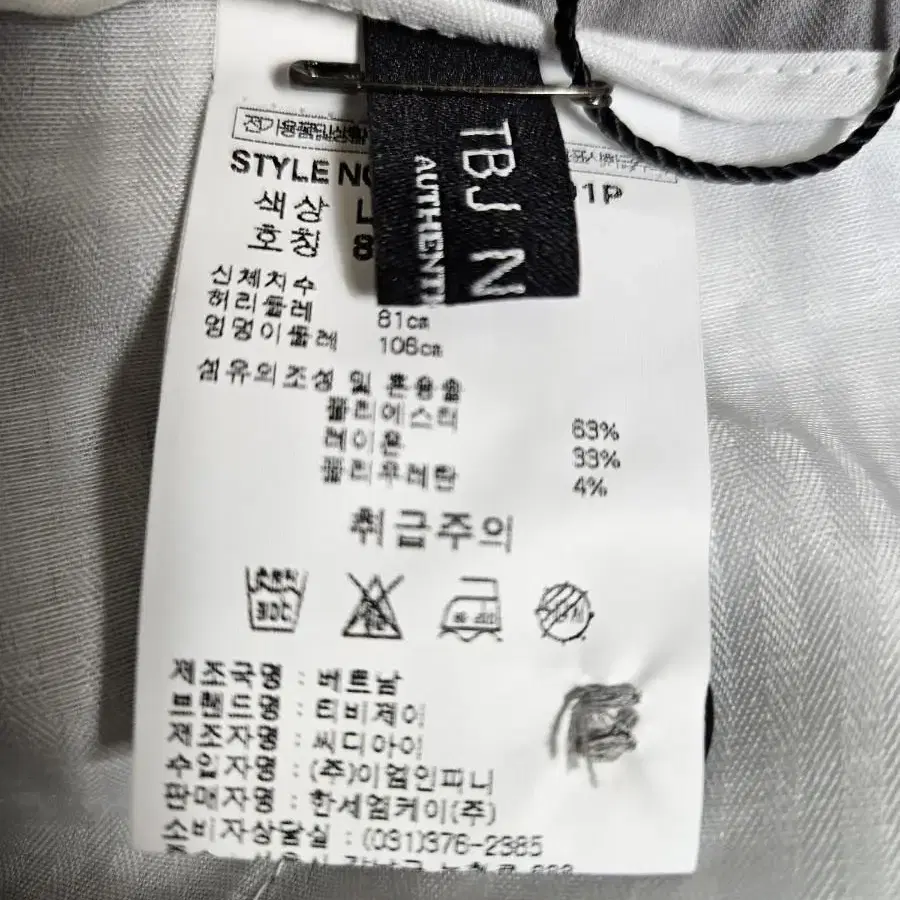 TBJ N
AUTHENTI
STYLE NO 01P
색상 L
호칭 8
신체치수
허리둘레 81cm
엉덩이둘레 106cm
섬유의조성 및 혼용율
폴리에스터 63%
레이온 33%
폴리우레탄 4%
취급주의
제조국명 : 베트남
브랜드명 : 티비제이
제조자명 : 씨디아이
수입자명 : (주)이엄인피니
판매자명 : 한세엠케이(주)
소비자상담실 : (031)376-2385